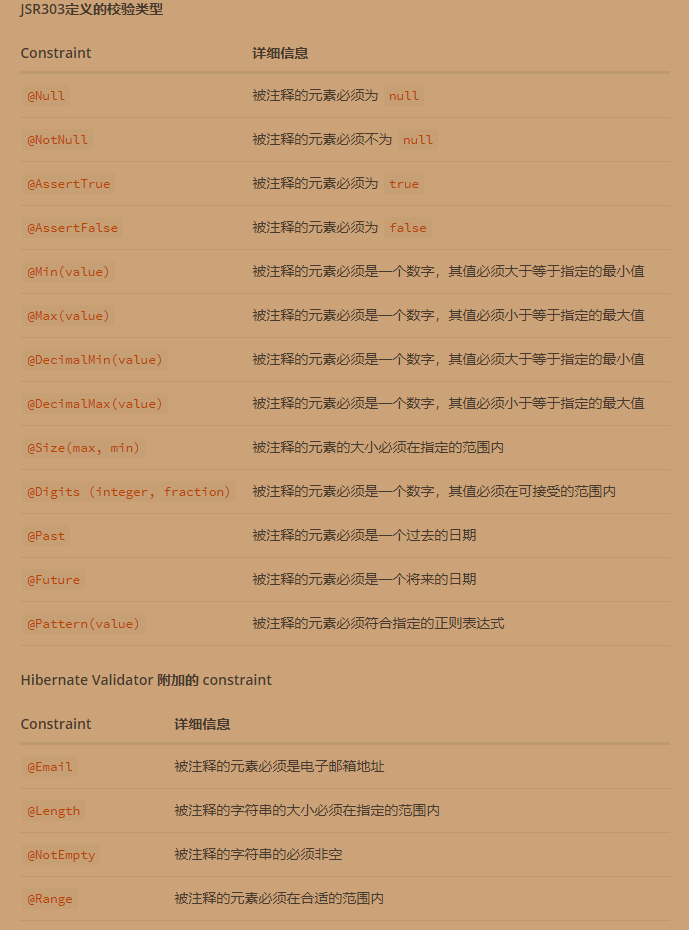 JSR303定义的校验类型
Constraint 详细信息
@Null 被注释的元素必须为 null
@NotNull 被注释的元素必须不为 null
@AssertTrue 被注释的元素必须为 true
@AssertFalse 被注释的元素必须为 false
@Min(value) 被注释的元素必须是一个数字，其值必须大于等于指定的最小值
@Max(value) 被注释的元素必须是一个数字，其值必须小于等于指定的最大值
@DecimalMin(value) 被注释的元素必须是一个数字，其值必须大于等于指定的最小值
@DecimalMax(value) 被注释的元素必须是一个数字，其值必须小于等于指定的最大值
@Size(max, min) 被注释的元素的大小必须在指定的范围内
@Digits (integer, fraction) 被注释的元素必须是一个数字，其值必须在可接受的范围内
@Past 被注释的元素必须是一个过去的日期
@Future 被注释的元素必须是一个将来的日期
@Pattern(value) 被注释的元素必须符合指定的正则表达式
Hibernate Validator 附加的 constraint
Constraint 详细信息
@Email 被注释的元素必须是电子邮箱地址
@Length 被注释的字符串的大小必须在指定的范围内
@NotEmpty 被注释的字符串的必须非空
@Range 被注释的元素必须在合适的范围内